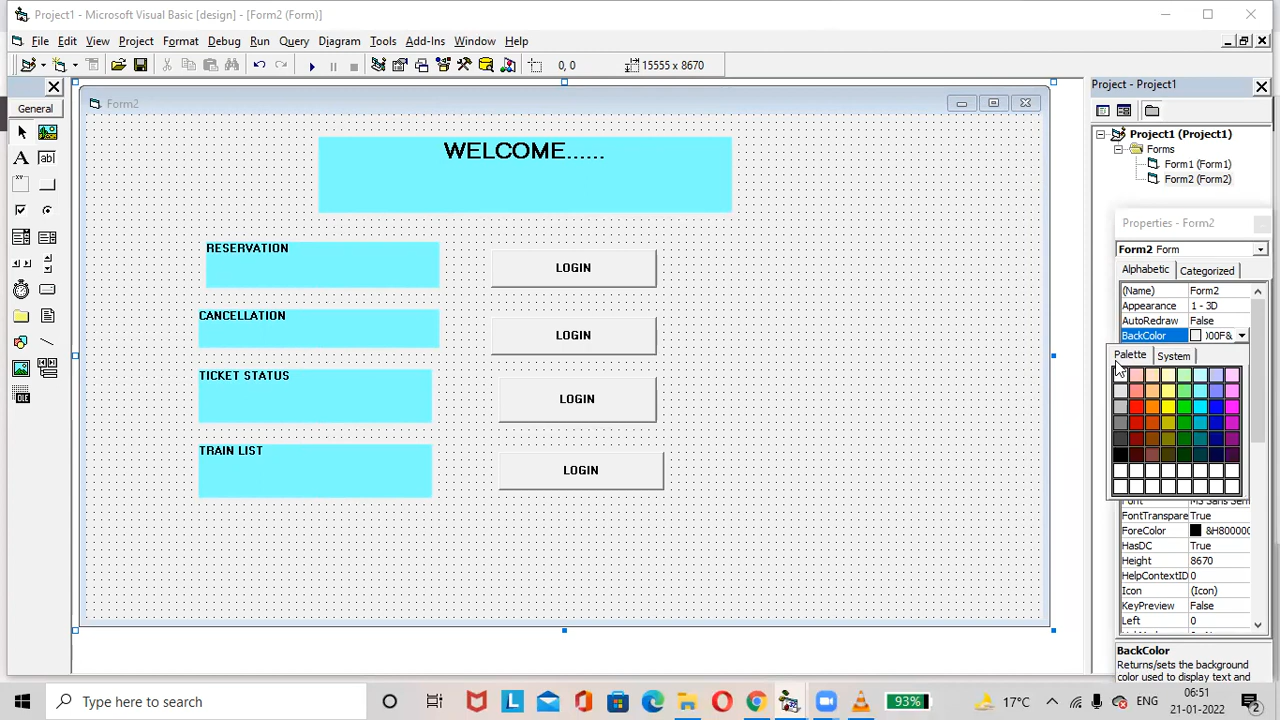 Project1 - Microsoft Visual Basic [design] - [Form2 (Form)]
File Edit View Project Format Debug Run Query Diagram Tools Add-Ins Window Help
0, 0 15555 x 8670
General
Form2
WELCOME......
RESERVATION
LOGIN
CANCELLATION
LOGIN
TICKET STATUS
LOGIN
TRAIN LIST
LOGIN
Project - Project1
Project1 (Project1)
Forms
Form1 (Form1)
Form2 (Form2)
Properties - Form2
Form2 Form
Alphabetic Categorized
(Name) Form2
Appearance 1 - 3D
AutoRedraw False
BackColor )00F&
Palette System
FontTranspare True
ForeColor &H800000
HasDC True
Height 8670
HelpContextID 0
Icon (Icon)
KeyPreview False
Left 0
BackColor
Returns/sets the background
color used to display text and
Type here to search
93%
17°C
ENG
06:51
21-01-2022
2